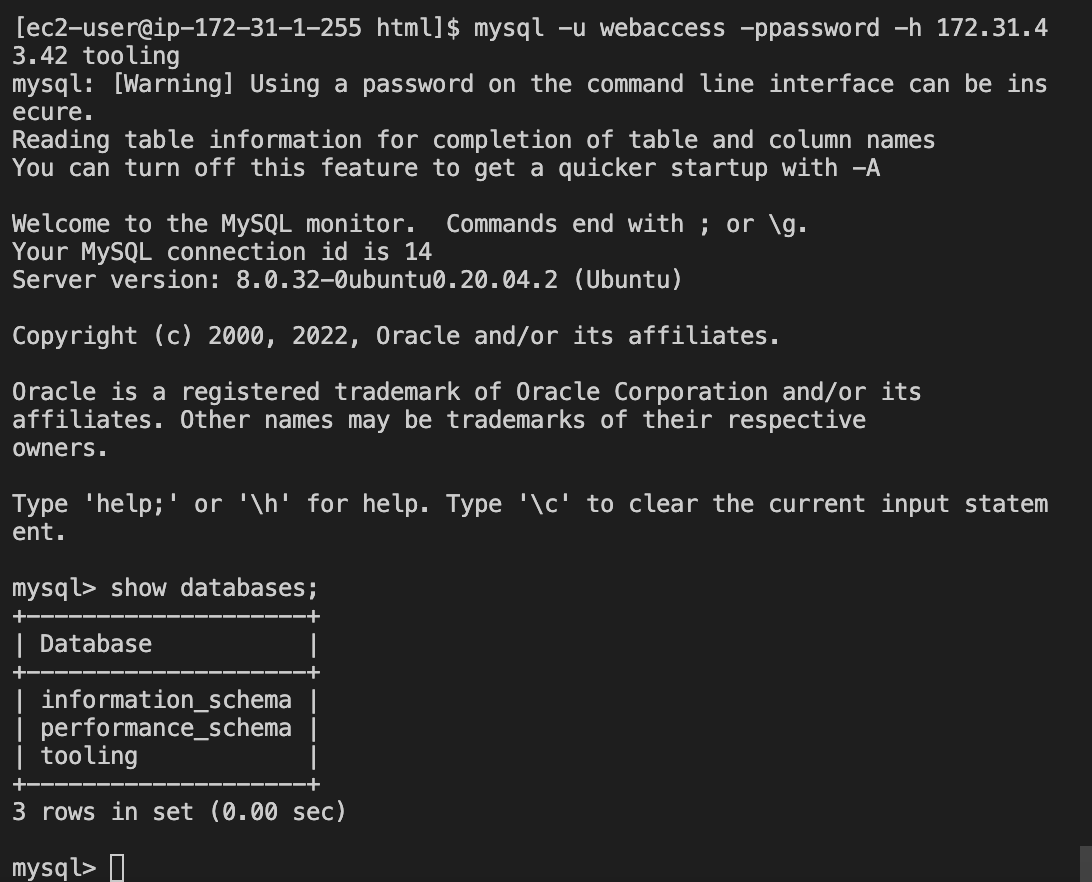 [ec2-user@ip-172-31-1-255 html]$ mysql -u webaccess -ppassword -h 172.31.4
3.42 tooling
mysql: [Warning] Using a password on the command line interface can be ins
ecure.
Reading table information for completion of table and column names
You can turn off this feature to get a quicker startup with -A

Welcome to the MySQL monitor.  Commands end with ; or \g.
Your MySQL connection id is 14
Server version: 8.0.32-0ubuntu0.20.04.2 (Ubuntu)

Copyright (c) 2000, 2022, Oracle and/or its affiliates.

Oracle is a registered trademark of Oracle Corporation and/or its
affiliates. Other names may be trademarks of their respective
owners.

Type 'help;' or '\h' for help. Type '\c' to clear the current input statem
ent.

mysql> show databases;
+--------------------+
| Database           |
+--------------------+
| information_schema |
| performance_schema |
| tooling            |
+--------------------+
3 rows in set (0.00 sec)

mysql>